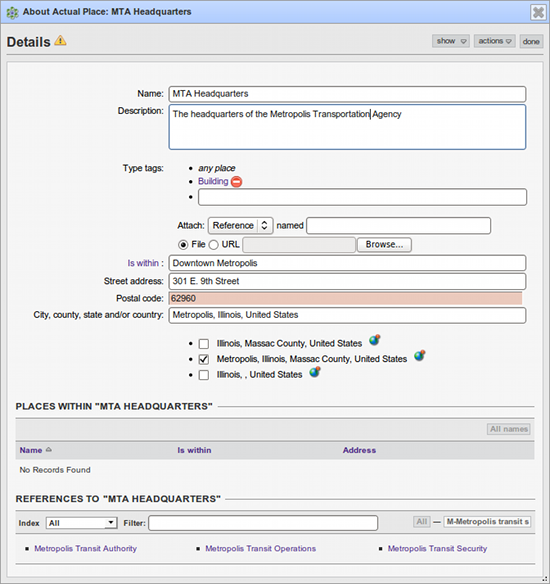 About Actual Place: MTA Headquarters
Details show actions done
Name: MTA Headquarters
Description: The headquarters of the Metropolis Transportation Agency
Type tags: any place
Building
Attach: Reference named
File URL Browse...
Is within : Downtown Metropolis
Street address: 301 E. 9th Street
Postal code: 62960
City, county, state and/or country: Metropolis, Illinois, United States
Illinois, Massac County, United States
Metropolis, Illinois, Massac County, United States
Illinois, , United States
PLACES WITHIN "MTA HEADQUARTERS"
All names
Name Is within Address
No Records Found
REFERENCES TO "MTA HEADQUARTERS"
Index All Filter: All — M-Metropolis transit s
Metropolis Transit Authority Metropolis Transit Operations Metropolis Transit Security